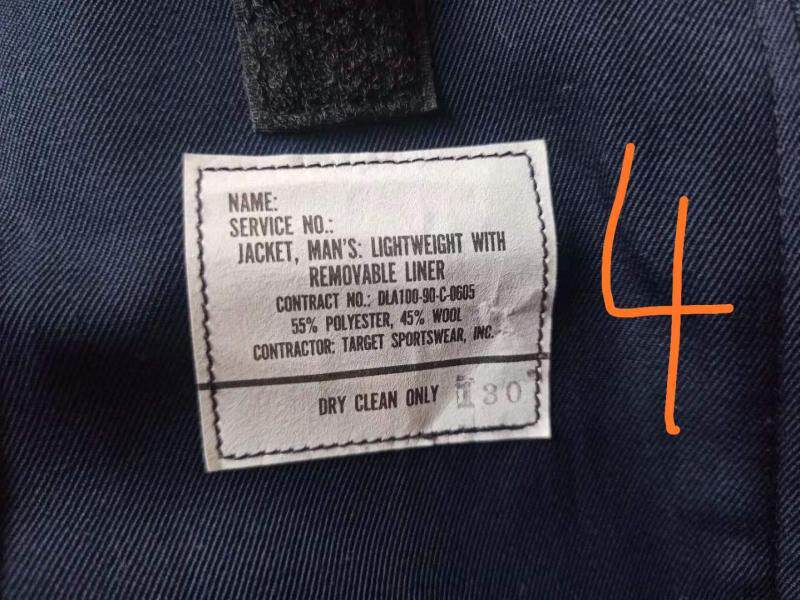 NAME:
SERVICE NO.:
JACKET, MAN'S: LIGHTWEIGHT WITH
REMOVABLE LINER
CONTRACT NO.: DLA100-90-C-0605
55% POLYESTER, 45% WOOL
CONTRACTOR: TARGET SPORTSWEAR, INC.
DRY CLEAN ONLY
30
4